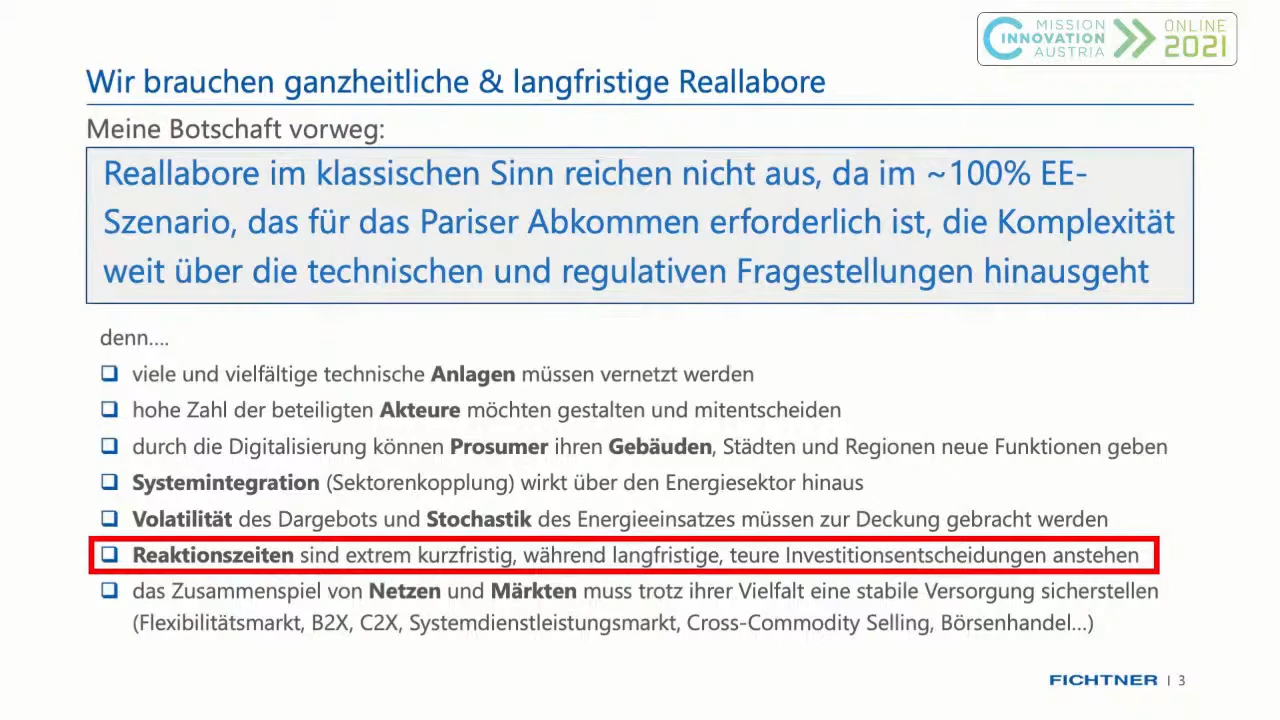 MISSION
INNOVATION
AUSTRIA
ONLINE
2021
Wir brauchen ganzheitliche & langfristige Reallabore
Meine Botschaft vorweg:
Reallabore im klassischen Sinn reichen nicht aus, da im ~100% EE-
Szenario, das für das Pariser Abkommen erforderlich ist, die Komplexität
weit über die technischen und regulativen Fragestellungen hinausgeht
denn....
viele und vielfältige technische Anlagen müssen vernetzt werden
hohe Zahl der beteiligten Akteure möchten gestalten und mitentscheiden
durch die Digitalisierung können Prosumer ihren Gebäuden, Städten und Regionen neue Funktionen geben
Systemintegration (Sektorenkopplung) wirkt über den Energiesektor hinaus
Volatilität des Dargebots und Stochastik des Energieeinsatzes müssen zur Deckung gebracht werden
Reaktionszeiten sind extrem kurzfristig, während langfristige, teure Investitionsentscheidungen anstehen
das Zusammenspiel von Netzen und Märkten muss trotz ihrer Vielfalt eine stabile Versorgung sicherstellen
(Flexibilitätsmarkt, B2X, C2X, Systemdienstleistungsmarkt, Cross-Commodity Selling, Börsenhandel...)
FICHTNER | 3